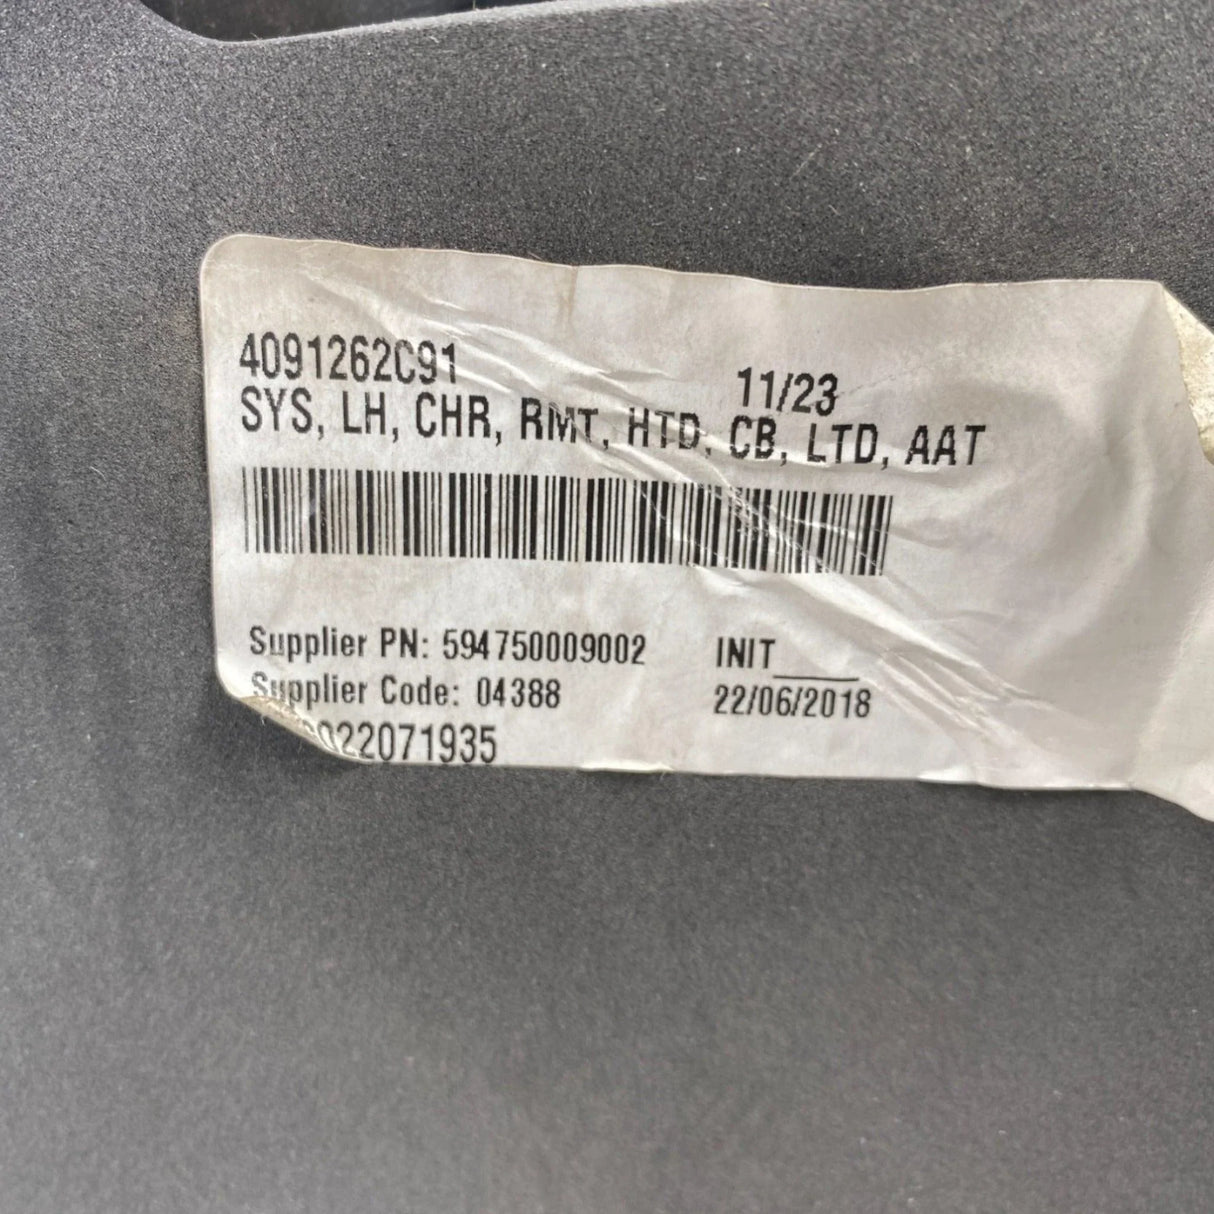 4091262C91
11/23
SYS, LH, CHR, RMT, HTD, CB, LTD, AAT
Supplier PN: 594750009002
INIT____
Supplier Code: 04388
22/06/2018
022071935